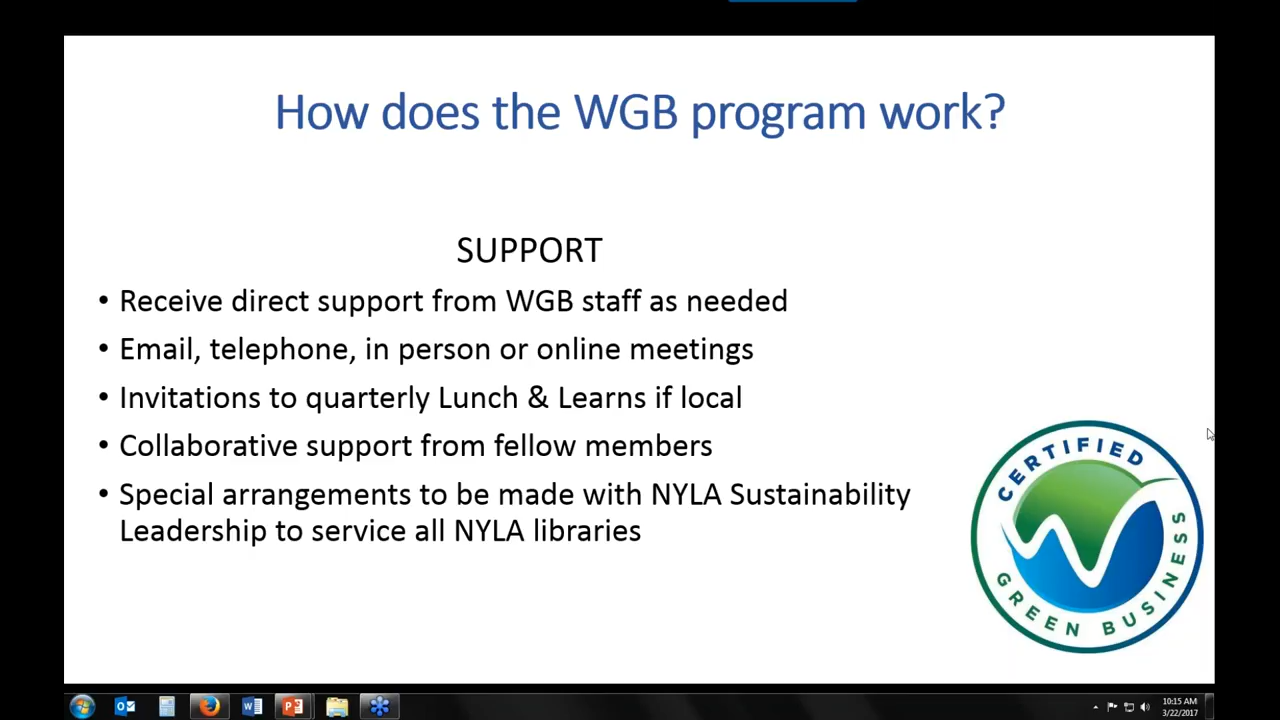 How does the WGB program work?
SUPPORT
• Receive direct support from WGB staff as needed
• Email, telephone, in person or online meetings
• Invitations to quarterly Lunch & Learns if local
• Collaborative support from fellow members
• Special arrangements to be made with NYLA Sustainability
Leadership to service all NYLA libraries
CERTIFIED
GREEN BUSINESS
10:15 AM
3/22/2017